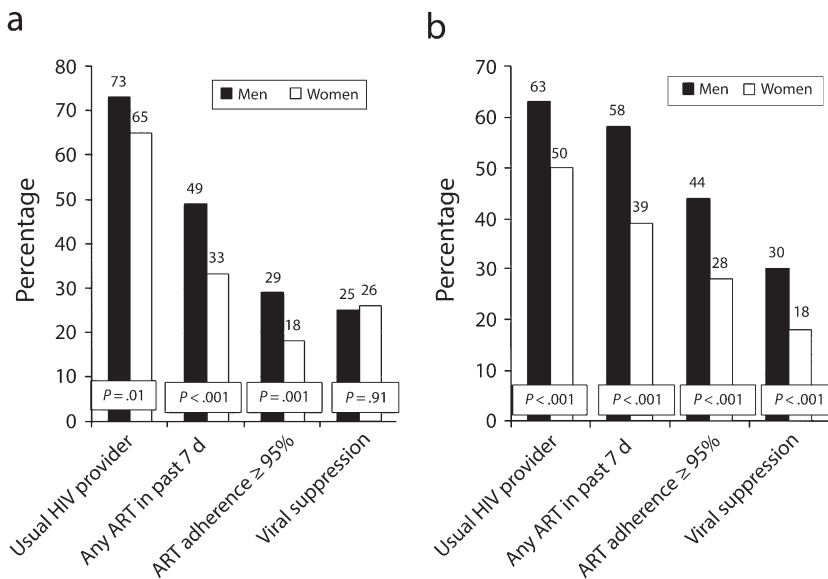 a
80
70
60
50
40
30
20
10
0
Percentage
Men Women
73
65
49
33
29
18
25
26
P = .01
P < .001
P = .001
P = .91
Usual HIV provider
Any ART in past 7 d
ART adherence ≥ 95%
Viral suppression
b
70
60
50
40
30
20
10
0
Percentage
Men Women
63
50
58
39
44
28
30
18
P < .001
P < .001
P < .001
P < .001
Usual HIV provider
Any ART in past 7 d
ART adherence ≥ 95%
Viral suppression